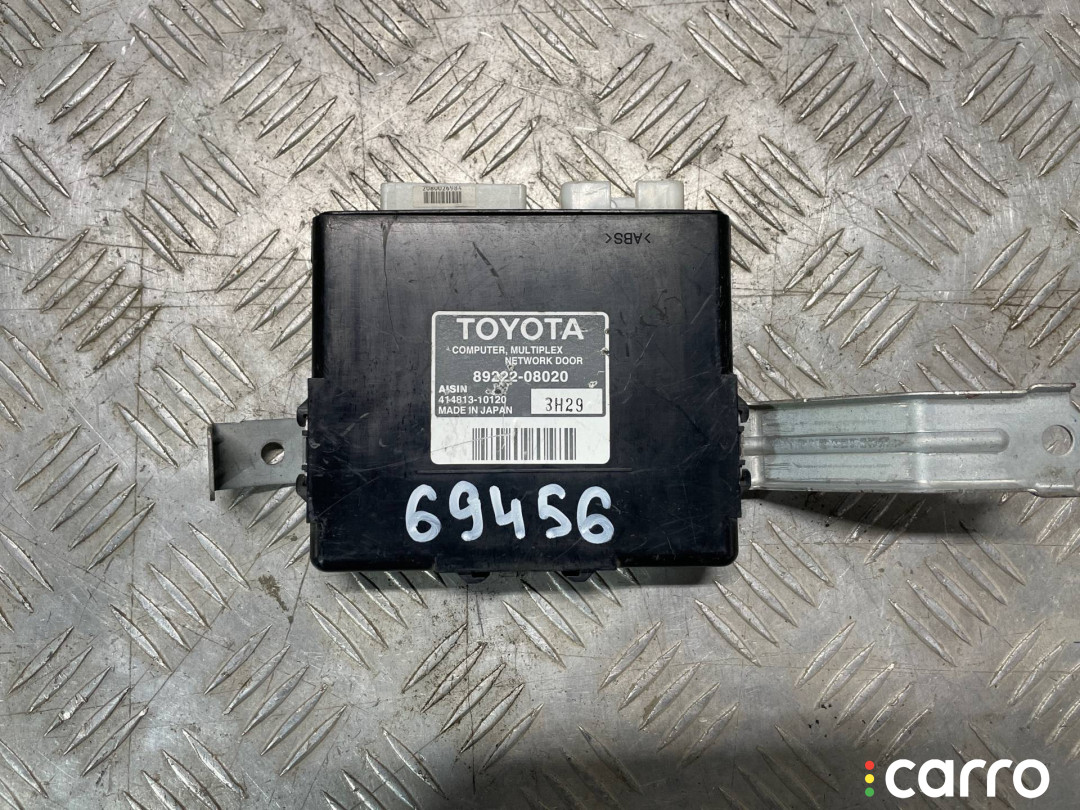 >ABS<
TOYOTA
COMPUTER, MULTIPLEX
NETWORK DOOR
89222-08020
AISIN
414813-10120
MADE IN JAPAN
3H29
69456
carro